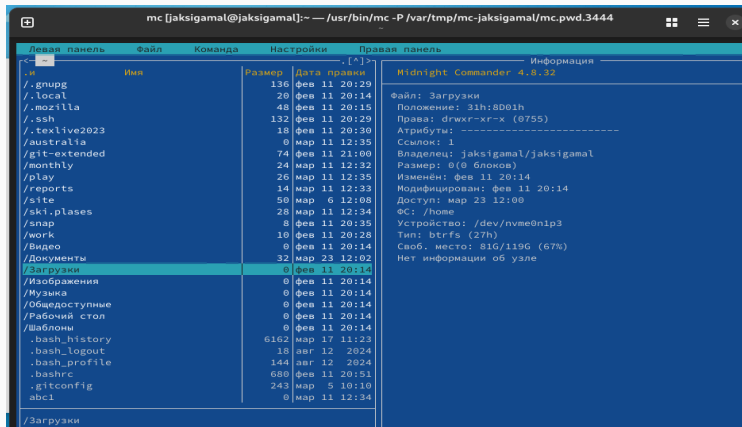 mc [jaksigamal@jaksigamal]:~ — /usr/bin/mc -P /var/tmp/mc-jaksigamal/mc.pwd.3444
Левая панель Файл Команда Настройки Правая панель
<— ~ .[^]>
.и Имя Размер Дата правки
/.gnupg 136 фев 11 20:29
/.local 20 фев 11 20:14
/.mozilla 48 фев 11 20:15
/.ssh 132 фев 11 20:29
/.texlive2023 18 фев 11 20:30
/australia 0 мар 11 12:35
/git-extended 74 фев 11 21:00
/monthly 24 мар 11 12:32
/play 26 мар 11 12:35
/reports 14 мар 11 12:33
/site 50 мар 6 12:08
/ski.plases 28 мар 11 12:34
/snap 8 фев 11 20:35
/work 10 фев 11 20:28
/Видео 0 фев 11 20:14
/Документы 32 мар 23 12:02
/Загрузки 0 фев 11 20:14
/Изображения 0 фев 11 20:14
/Музыка 0 фев 11 20:14
/Общедоступные 0 фев 11 20:14
/Рабочий стол 0 фев 11 20:14
/Шаблоны 0 фев 11 20:14
.bash_history 6162 мар 17 11:23
.bash_logout 18 авг 12 2024
.bash_profile 144 авг 12 2024
.bashrc 680 фев 11 20:51
.gitconfig 243 мар 5 10:10
abc1 0 мар 11 12:34
/Загрузки
Информация
Midnight Commander 4.8.32
Файл: Загрузки
Положение: 31h:8D01h
Права: drwxr-xr-x (0755)
Атрибуты: --------------------------
Ссылок: 1
Владелец: jaksigamal/jaksigamal
Размер: 0(0 блоков)
Изменён: фев 11 20:14
Модифицирован: фев 11 20:14
Доступ: мар 23 12:00
ФС: /home
Устройство: /dev/nvme0n1p3
Тип: btrfs (27h)
Своб. место: 81G/119G (67%)
Нет информации об узле